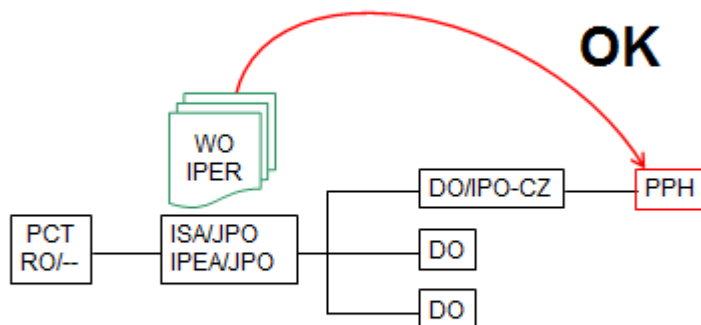 OK
WO
IPER
DO/IPO-CZ
PPH
PCT
RO/--
ISA/JPO
IPEA/JPO
DO
DO